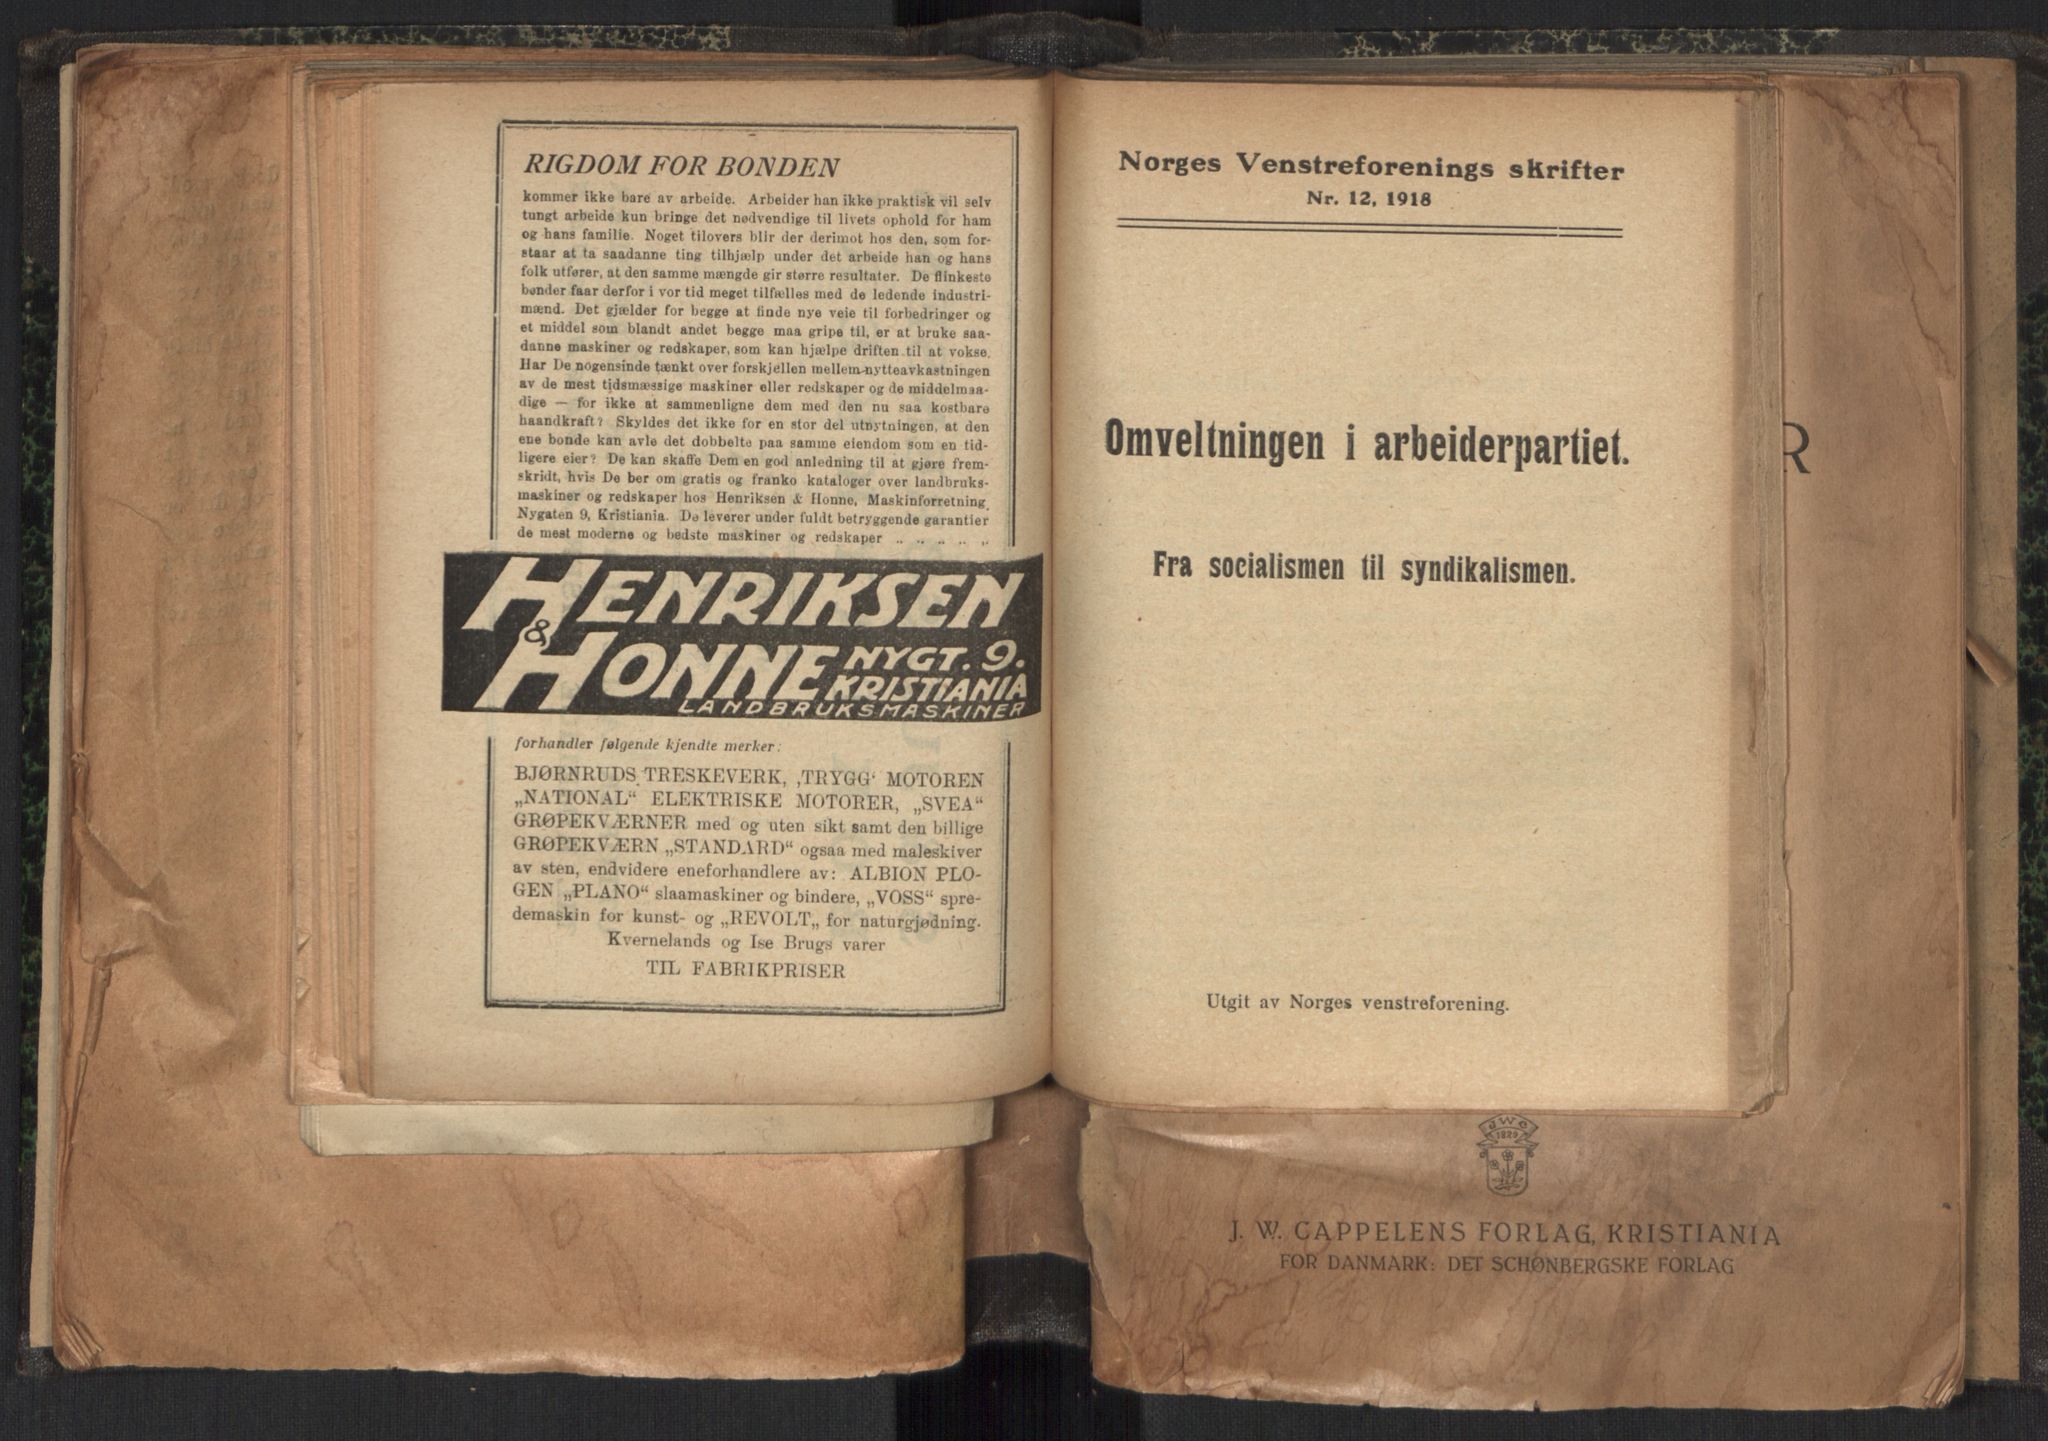 RIGDOM FOR BONDEN
kommer ikke bare av arbeide. Arbeider han ikke praktisk vil selv
tungt arbeide kun bringe det nødvendige til livets ophold for ham
og hans familie. Noget tilovers blir der derimot hos den, som for-
staar at ta saadanne ting tilhjælp under det arbeide han og hans
folk utfører, at den samme mængde gir større resultater. De flinkeste
bønder faar derfor i vor tid meget tilfælles med de ledende industri-
mænd. Det gjælder for begge at finde nye veie til forbedringer og
et middel som blandt andet begge maa gripe til, er at bruke saa-
danne maskiner og redskaper, som kan hjælpe driften til at vokse.
Har De nogensinde tænkt over forskjellen mellem nytteavkastningen
av de mest tidsmæssige maskiner eller redskaper og de middelmaa-
dige — for ikke at sammenligne dem med den nu saa kostbare
haandkraft? Skyldes det ikke for en stor del utnytningen, at den
ene bonde kan avle det dobbelte paa samme eiendom som en tid-
ligere eier? De kan skaffe Dem en god anledning til at gjøre frem-
skridt, hvis De ber om gratis og franko kataloger over landbruks-
maskiner og redskaper hos Henriksen & Honne, Maskinforretning
Nygaten 9, Kristiania. De leverer under fuldt betryggende garantier
de mest moderne og bedste maskiner og redskaper .. .. .. .. ..
HENRIKSEN
& HONNE NYGT. 9.
KRISTIANIA
LANDBRUKSMASKINER
forhandler følgende kjendte merker:
BJØRNRUDS TRESKEVERK, ‚TRYGG‘ MOTOREN
„NATIONAL“ ELEKTRISKE MOTORER, „SVEA“
GRØPEKVÆRNER med og uten sikt samt den billige
GRØPEKVÆRN „STANDARD“ ogsaa med maleskiver
av sten, endvidere eneforhandlere av: ALBION PLO-
GEN „PLANO“ slaamaskiner og bindere, „VOSS“ spre-
demaskin for kunst- og „REVOLT„ for naturgjødning.
Kvernelands og Ise Brugs varer
TIL FABRIKPRISER
Norges Venstreforenings skrifter
Nr. 12, 1918
Omveltningen i arbeiderpartiet.
Fra socialismen til syndikalismen.
Utgit av Norges venstreforening.
R
JWC
1829
J. W. CAPPELENS FORLAG, KRISTIANIA
FOR DANMARK: DET SCHØNBERGSKE FORLAG